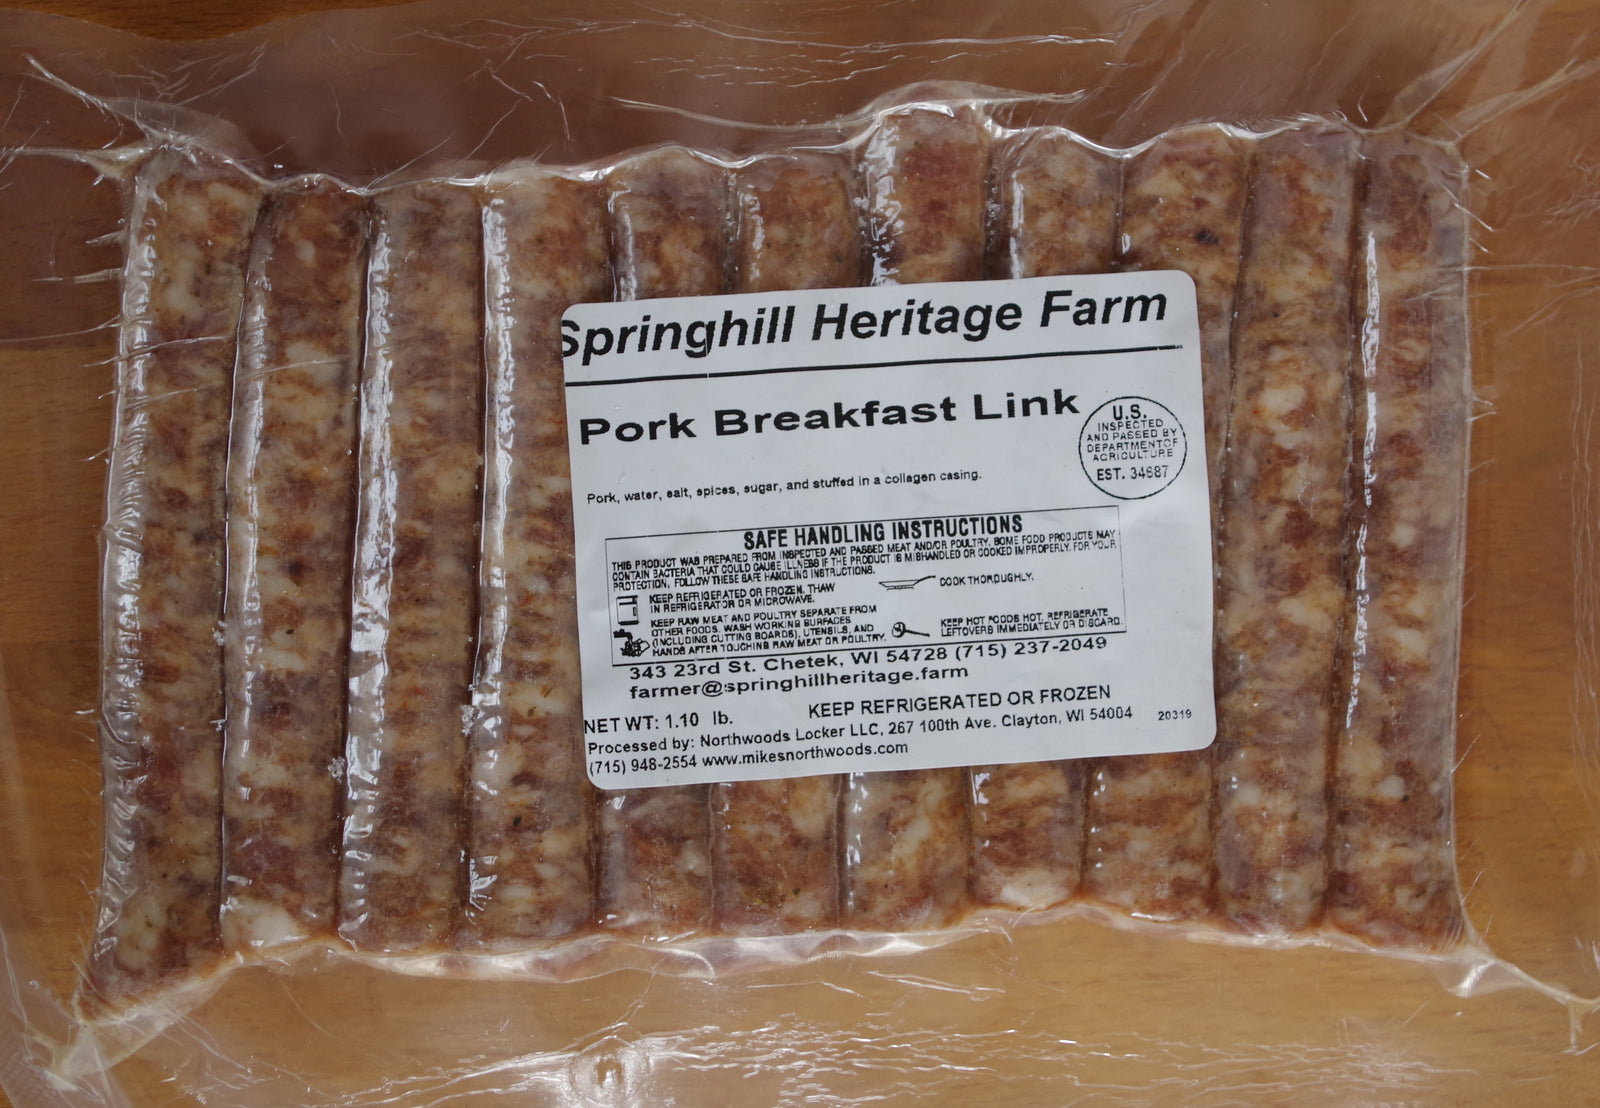 Springhill Heritage Farm
Pork Breakfast Link
U.S.
INSPECTED
AND PASSED BY
DEPARTMENT OF
AGRICULTURE
EST. 34687
Pork, water, salt, spices, sugar, and stuffed in a collagen casing.
SAFE HANDLING INSTRUCTIONS
THIS PRODUCT WAS PREPARED FROM INSPECTED AND PASSED MEAT AND/OR POULTRY. SOME FOOD PRODUCTS MAY
CONTAIN BACTERIA THAT COULD CAUSE ILLNESS IF THE PRODUCT IS MISHANDLED OR COOKED IMPROPERLY. FOR YOUR
PROTECTION, FOLLOW THESE SAFE HANDLING INSTRUCTIONS.
KEEP REFRIGERATED OR FROZEN. THAW
IN REFRIGERATOR OR MICROWAVE.
COOK THOROUGHLY.
KEEP RAW MEAT AND POULTRY SEPARATE FROM
OTHER FOODS. WASH WORKING SURFACES
(INCLUDING CUTTING BOARDS), UTENSILS, AND
HANDS AFTER TOUCHING RAW MEAT OR POULTRY.
KEEP HOT FOODS HOT. REFRIGERATE
LEFTOVERS IMMEDIATELY OR DISCARD.
343 23rd St. Chetek, WI 54728 (715) 237-2049
farmer@springhillheritage.farm
KEEP REFRIGERATED OR FROZEN
NET WT: 1.10 lb.
Processed by: Northwoods Locker LLC, 267 100th Ave. Clayton, WI 54004
20319
(715) 948-2554 www.mikesnorthwoods.com